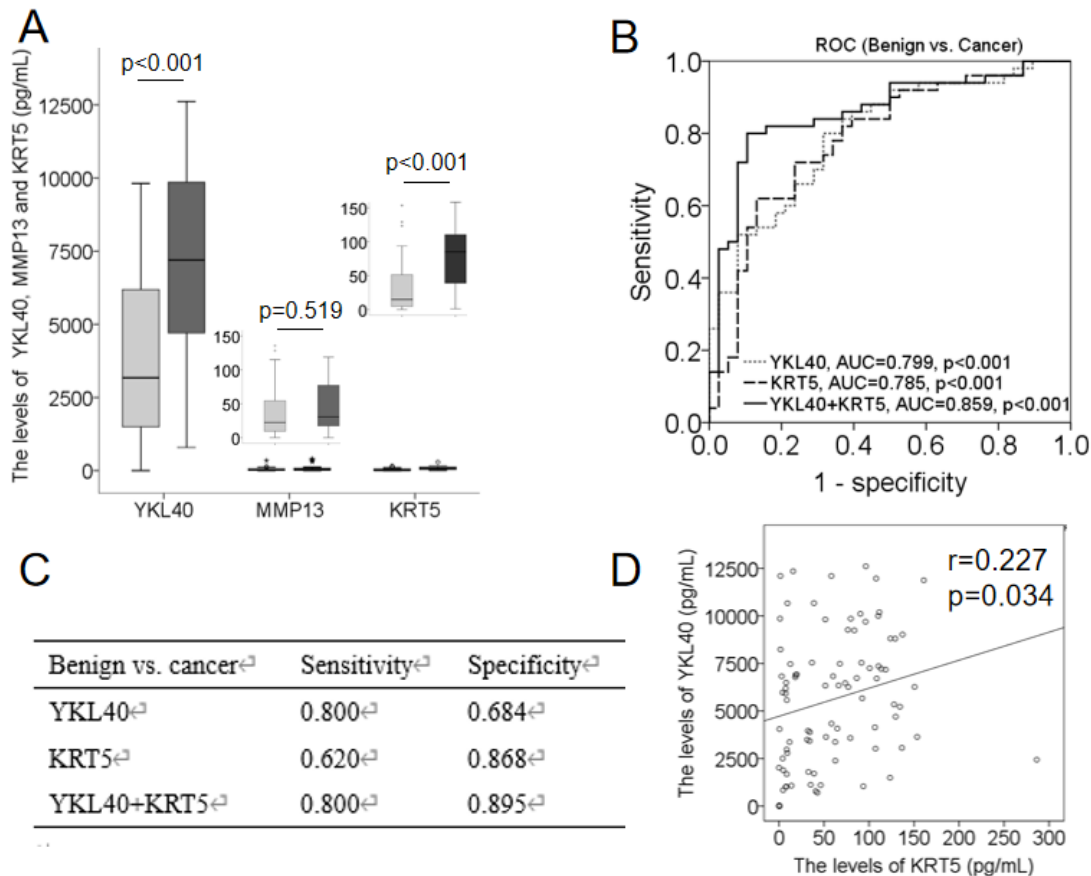 A
The levels of YKL40, MMP13 and KRT5 (pg/mL)
12500
10000
7500
5000
2500
0
p<0.001
p=0.519
150
100
50
0
p<0.001
150
100
50
0
YKL40
MMP13
KRT5
B
ROC (Benign vs. Cancer)
Sensitivity
1.0
0.8
0.6
0.4
0.2
0.0
YKL40, AUC=0.799, p<0.001
KRT5, AUC=0.785, p<0.001
YKL40+KRT5, AUC=0.859, p<0.001
0.0 0.2 0.4 0.6 0.8 1.0
1 - specificity
C
Benign vs. cancer↵ Sensitivity↵ Specificity↵
YKL40↵ 0.800↵ 0.684↵
KRT5↵ 0.620↵ 0.868↵
YKL40+KRT5↵ 0.800↵ 0.895↵
D
The levels of YKL40 (pg/mL)
12500
10000
7500
5000
2500
0
r=0.227
p=0.034
0 50 100 150 200 250 300
The levels of KRT5 (pg/mL)